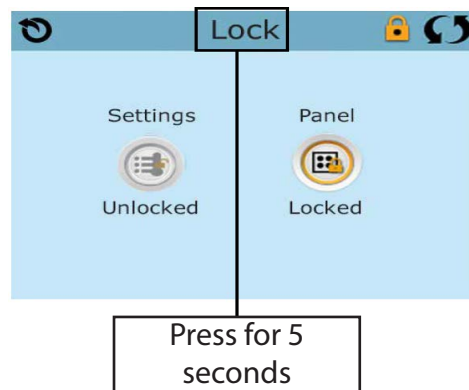 Lock
Settings
Panel
Unlocked
Locked
Press for 5
seconds